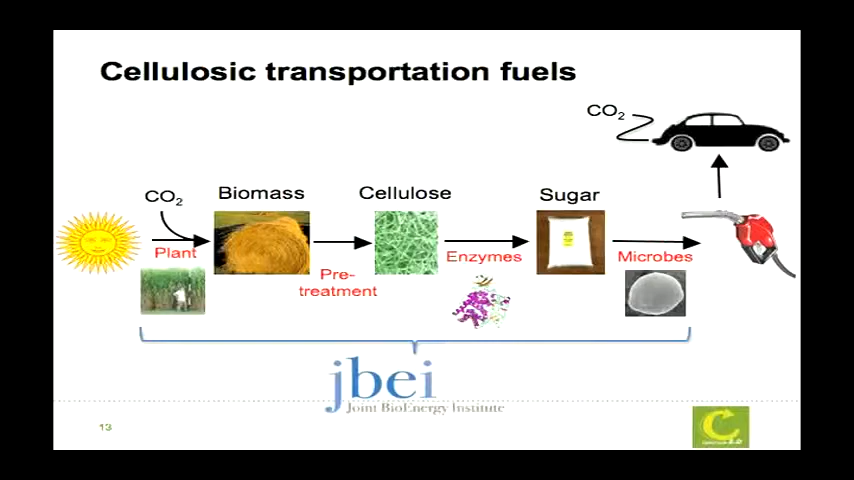 Cellulosic transportation fuels
CO2
CO2
Biomass
Cellulose
Sugar
Plant
Pre-
treatment
Enzymes
Microbes
jbei
Joint BioEnergy Institute
13